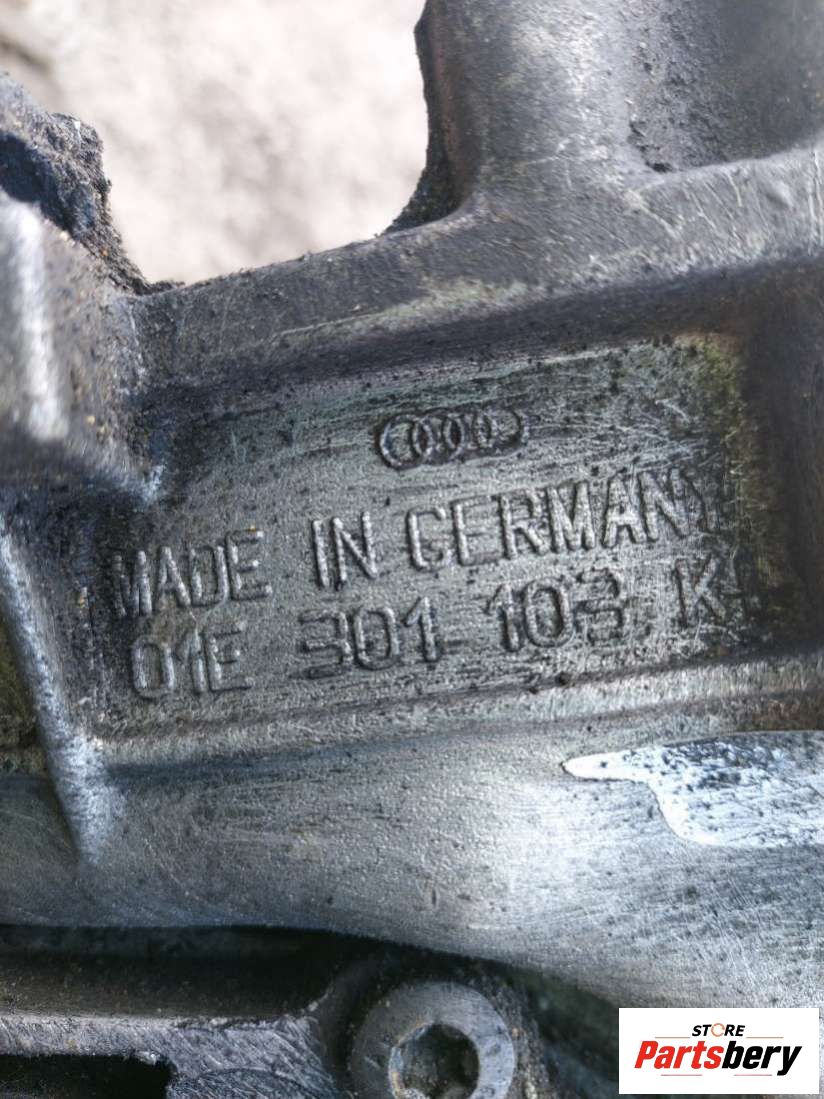 MADE IN GERMANY
01E 301 103 K
STORE
Partsbery